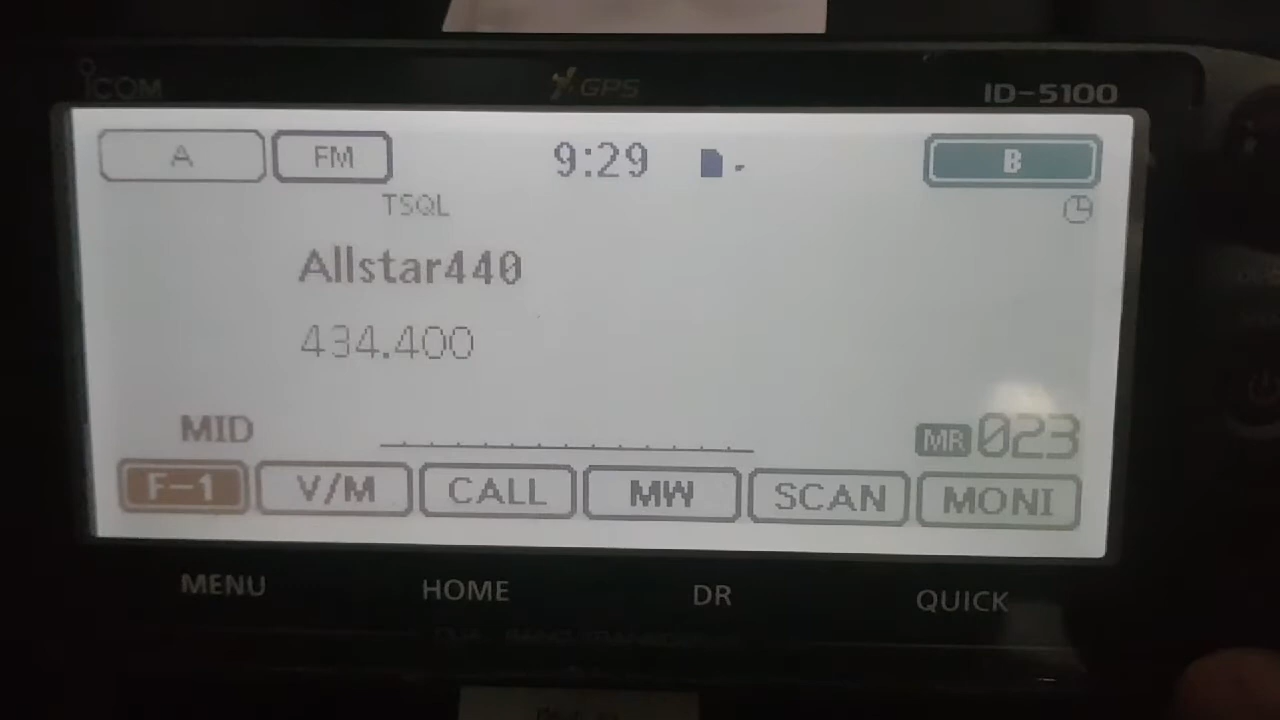 ICOM GPS ID-5100
A FM 9:29 B
TSQL
Allstar440
434.400
MID MR 023
F-1 V/M CALL MW SCAN MONI
MENU HOME DR QUICK